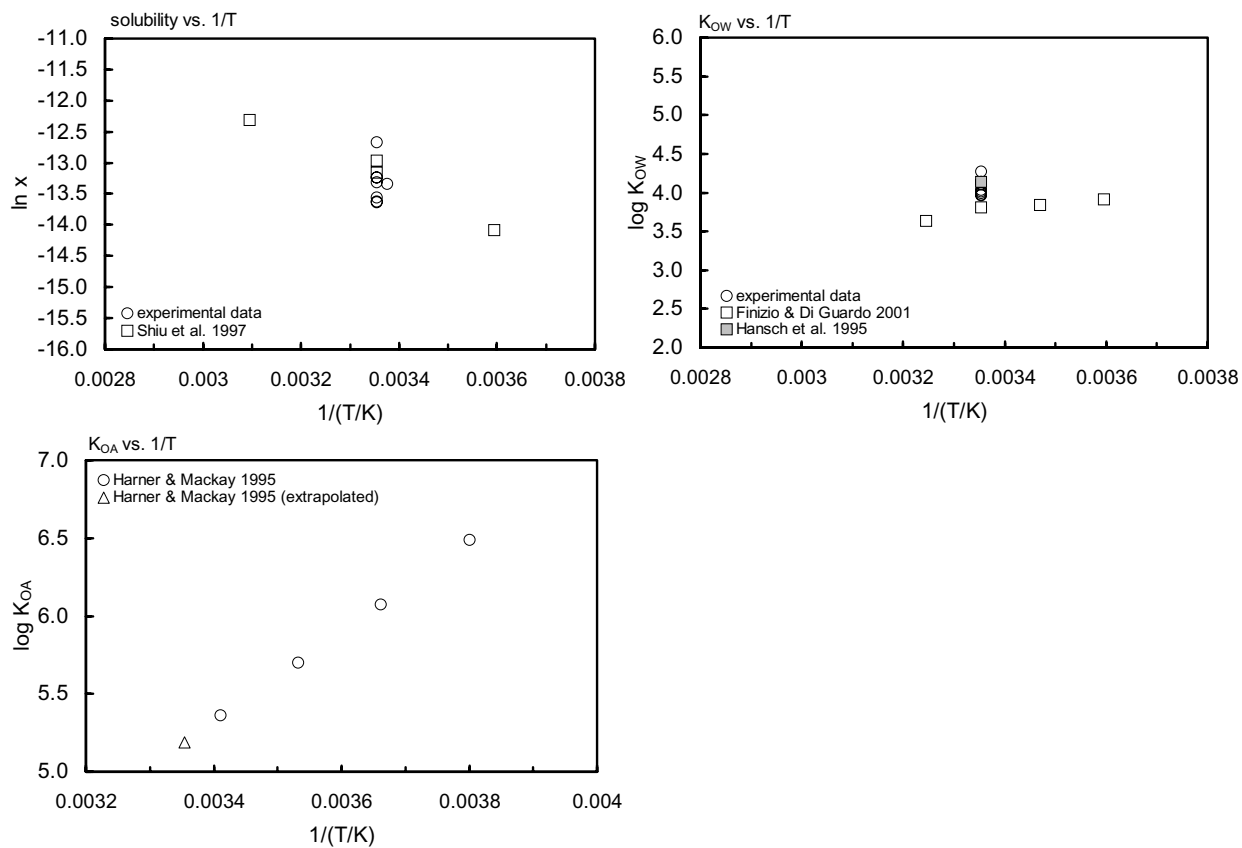 solubility vs. 1/T
-11.0
-11.5
-12.0
-12.5
-13.0
-13.5
-14.0
-14.5
-15.0
-15.5
-16.0
ln x
experimental data
Shiu et al. 1997
0.0028 0.003 0.0032 0.0034 0.0036 0.0038
1/(T/K)
KOW vs. 1/T
6.0
5.5
5.0
4.5
4.0
3.5
3.0
2.5
2.0
log KOW
experimental data
Finizio & Di Guardo 2001
Hansch et al. 1995
0.0028 0.003 0.0032 0.0034 0.0036 0.0038
1/(T/K)
KOA vs. 1/T
7.0
6.5
6.0
5.5
5.0
log KOA
Harner & Mackay 1995
Harner & Mackay 1995 (extrapolated)
0.0032 0.0034 0.0036 0.0038 0.004
1/(T/K)